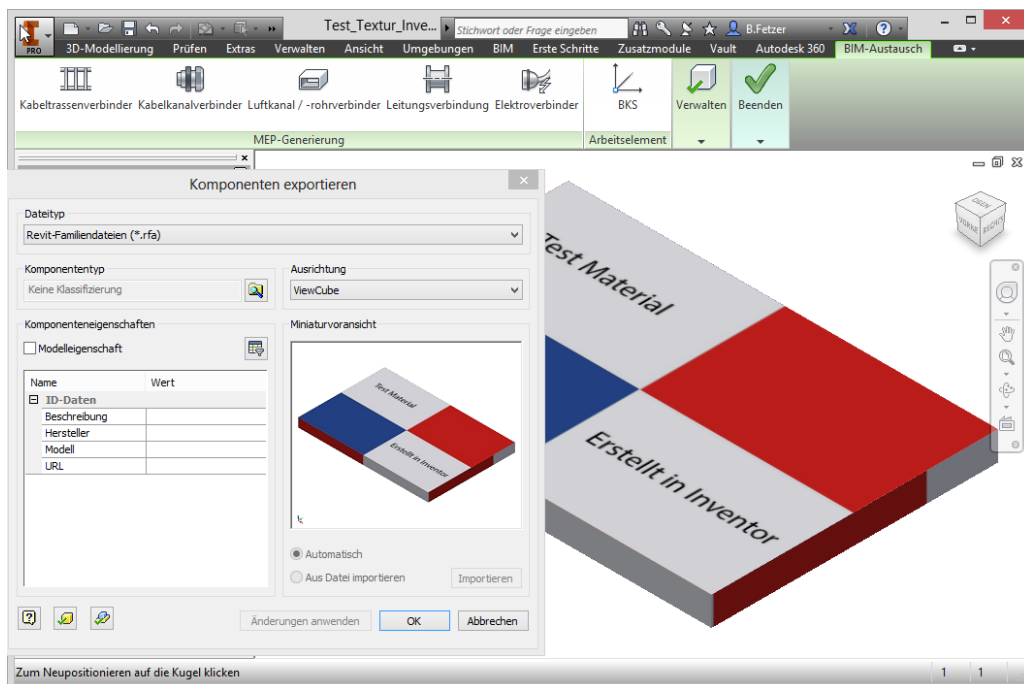 Test_Textur_Inve...
Stichwort oder Frage eingeben
B.Fetzer
PRO
3D-Modellierung Prüfen Extras Verwalten Ansicht Umgebungen BIM Erste Schritte Zusatzmodule Vault Autodesk 360 BIM-Austausch
Kabeltrassenverbinder Kabelkanalverbinder Luftkanal / -rohrverbinder Leitungsverbindung Elektroverbinder BKS Verwalten Beenden
MEP-Generierung Arbeitselement
Komponenten exportieren
Dateityp
Revit-Familiendateien (*.rfa)
Komponententyp
Keine Klassifizierung
Ausrichtung
ViewCube
Komponenteneigenschaften
Modelleigenschaft
Name Wert
ID-Daten
Beschreibung
Hersteller
Modell
URL
Miniaturvoransicht
Test Material
Erstellt in Inventor
Automatisch
Aus Datei importieren
Importieren
Änderungen anwenden OK Abbrechen
OBEN
VORNE RECHTS
Test Material
Erstellt in Inventor
Zum Neupositionieren auf die Kugel klicken 1 1